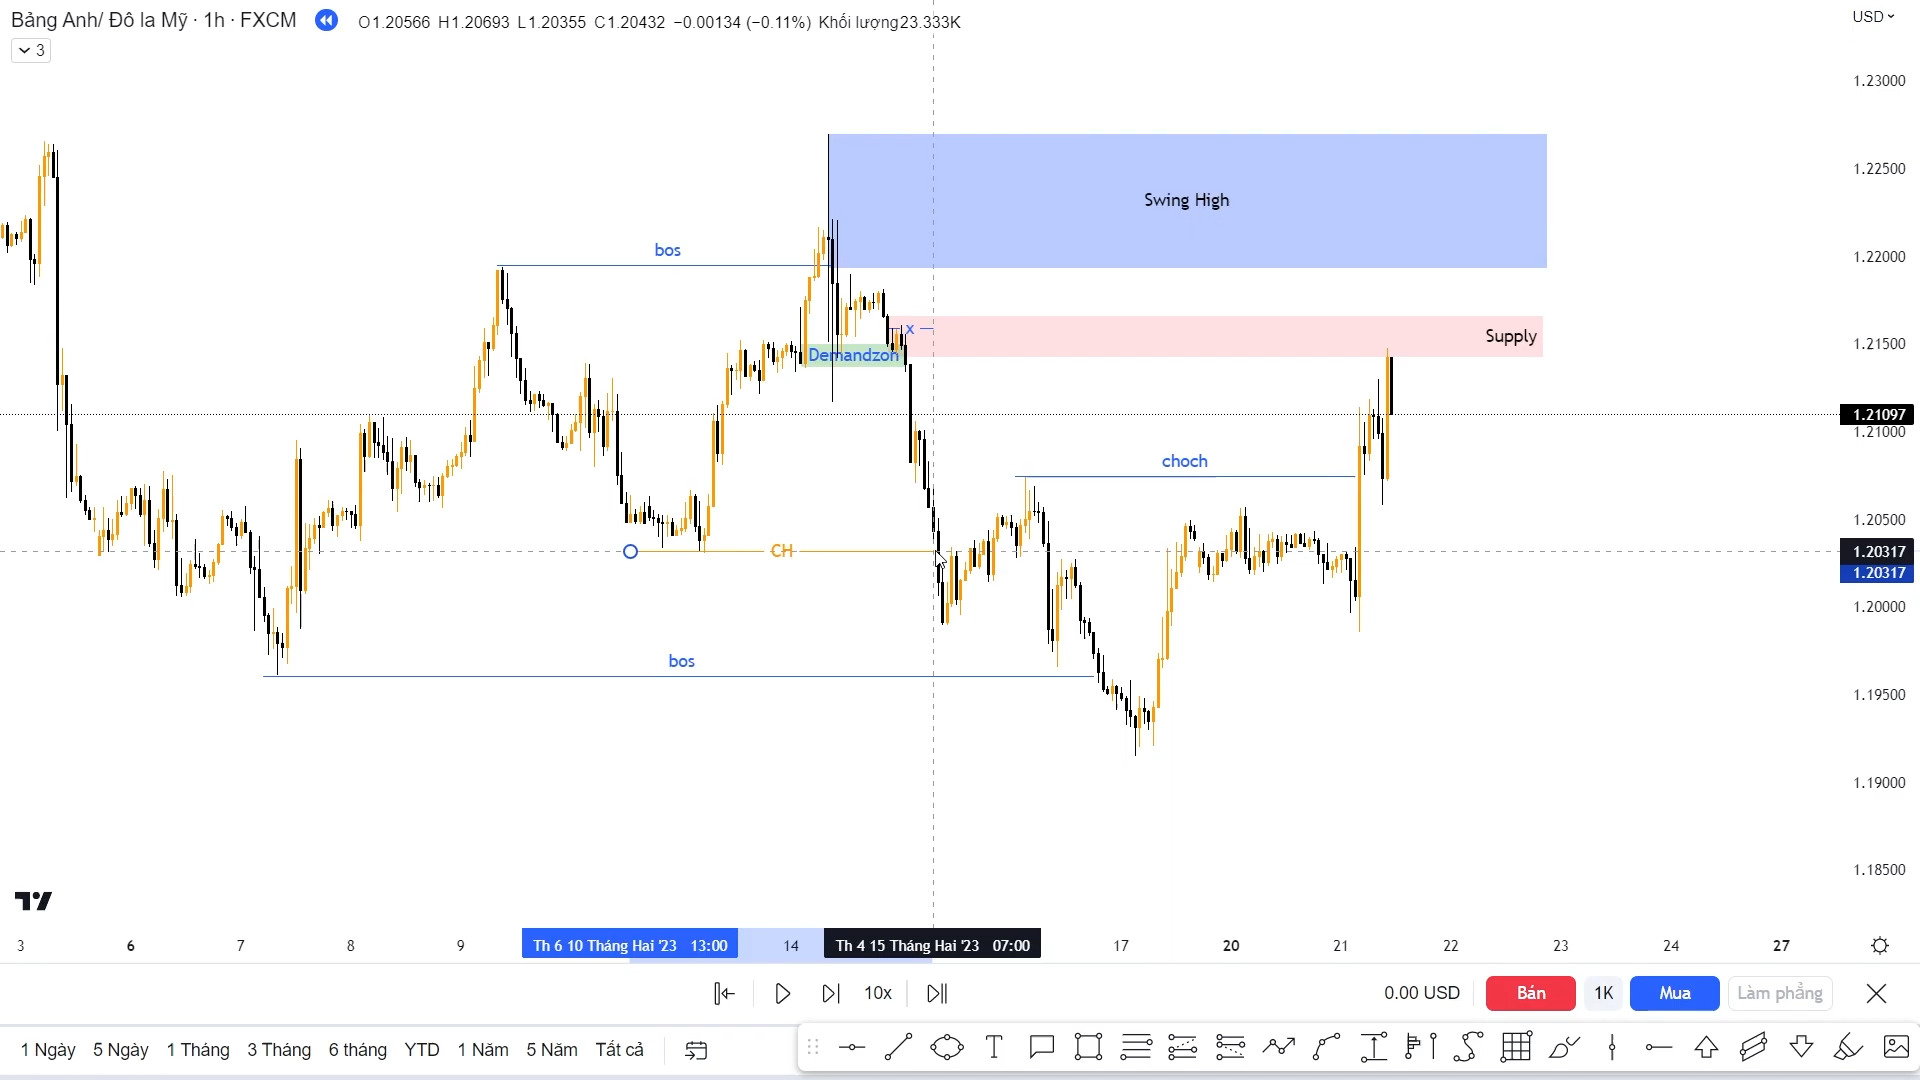 Bảng Anh/ Đô la Mỹ · 1h · FXCM O1.20566 H1.20693 L1.20355 C1.20432 −0.00134 (−0.11%) Khối lượng23.333K
USD
3
1.23000
1.22500
Swing High
bos
1.22000
x
Supply
1.21500
Demandzon
1.21097
1.21000
choch
1.20500
CH
1.20317
1.20317
1.20000
bos
1.19500
1.19000
1.18500
3 6 7 8 9 Th 6 10 Tháng Hai '23 13:00 14 Th 4 15 Tháng Hai '23 07:00 17 20 21 22 23 24 27
10x 0.00 USD Bán 1K Mua Làm phẳng
1 Ngày 5 Ngày 1 Tháng 3 Tháng 6 tháng YTD 1 Năm 5 Năm Tất cả